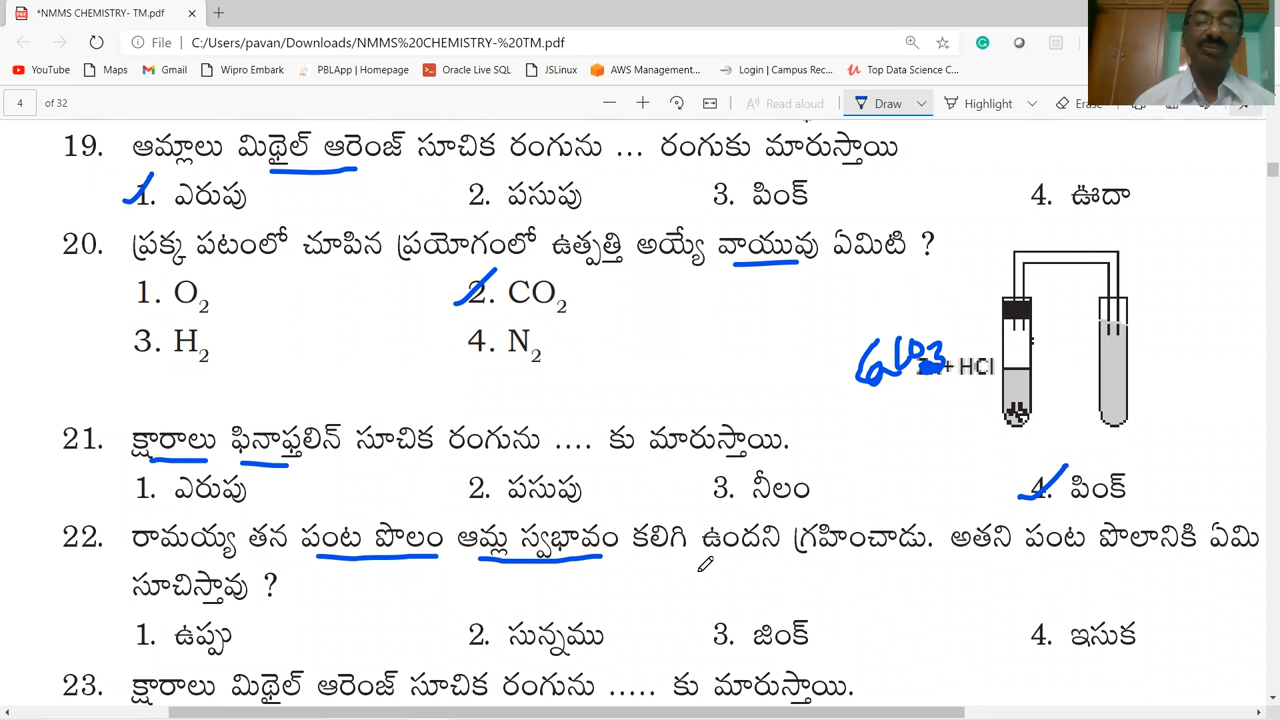 *NMMS CHEMISTRY- TM.pdf
File C:/Users/pavan/Downloads/NMMS%20CHEMISTRY-%20TM.pdf
YouTube Maps Gmail Wipro Embark PBLApp | Homepage Oracle Live SQL JSLinux AWS Management... Login | Campus Rec... Top Data Science C...
4 of 32 Read aloud Draw Highlight Erase
19. ఆమ్లాలు మిథైల్ ఆరెంజ్ సూచిక రంగును ... రంగుకు మారుస్తాయి
1. ఎరుపు 2. పసుపు 3. పింక్ 4. ఊదా
20. ప్రక్క పటంలో చూపిన ప్రయోగంలో ఉత్పత్తి అయ్యే వాయువు ఏమిటి ?
1. O2 2. CO2
3. H2 4. N2
+ HCl
21. క్షారాలు ఫినాఫ్తలిన్ సూచిక రంగును .... కు మారుస్తాయి.
1. ఎరుపు 2. పసుపు 3. నీలం 4. పింక్
22. రామయ్య తన పంట పొలం ఆమ్ల స్వభావం కలిగి ఉందని గ్రహించాడు. అతని పంట పొలానికి ఏమి
సూచిస్తావు ?
1. ఉప్పు 2. సున్నము 3. జింక్ 4. ఇసుక
23. క్షారాలు మిథైల్ ఆరెంజ్ సూచిక రంగును ..... కు మారుస్తాయి.